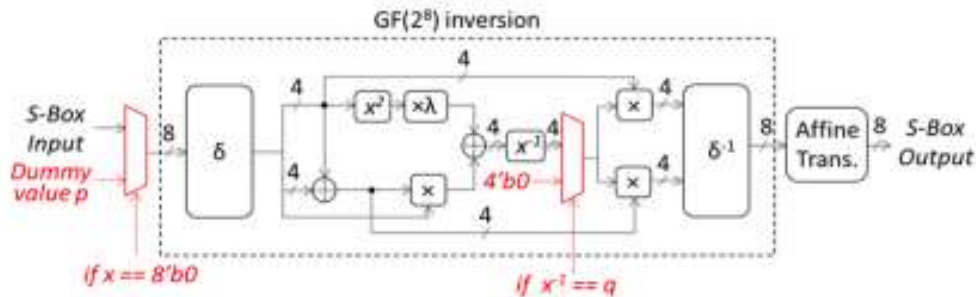 GF(2⁸) inversion
S-Box
Input
Dummy
value p
8
δ
4
4
4
x²
×λ
×
4
4
x⁻¹
4
4'b0
4
×
×
4
4
δ⁻¹
8
Affine
Trans.
8
S-Box
Output
if x == 8'b0
if x⁻¹ == q